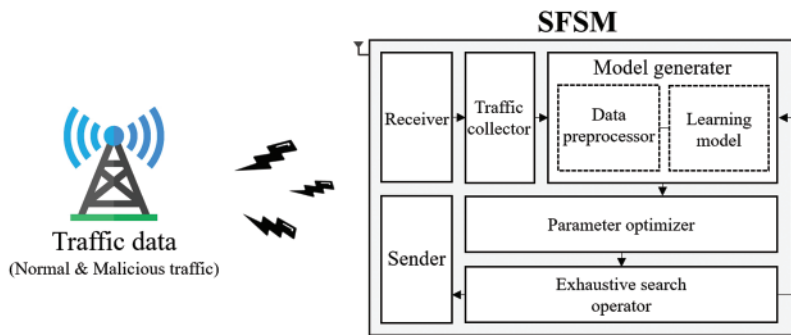 SFSM
Model generater
Receiver
Traffic
collector
Data
preprocessor
Learning
model
Traffic data
(Normal & Malicious traffic)
Sender
Parameter optimizer
Exhaustive search
operator